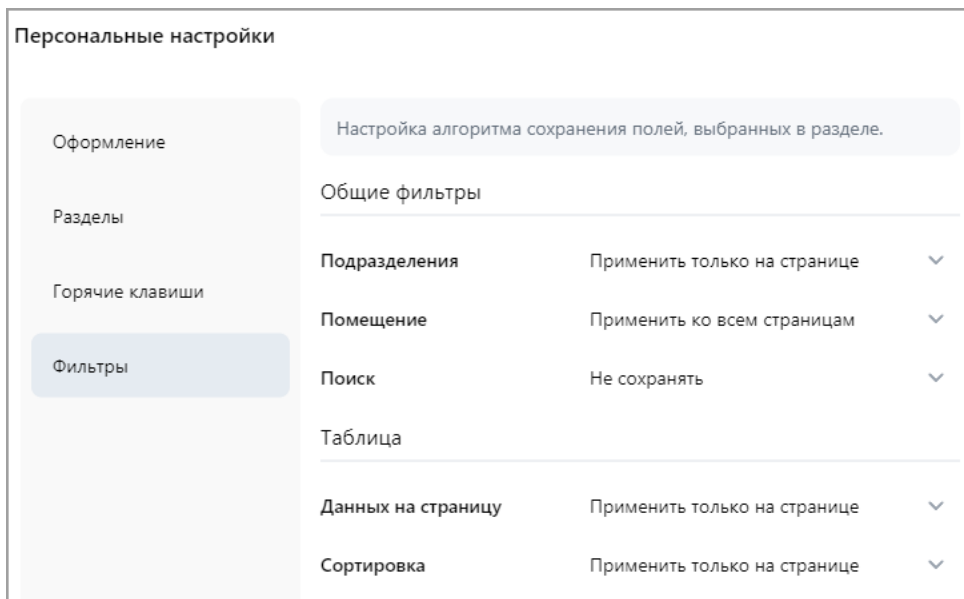 Персональные настройки
Оформление
Разделы
Горячие клавиши
Фильтры
Настройка алгоритма сохранения полей, выбранных в разделе.
Общие фильтры
Подразделения Применить только на странице
Помещение Применить ко всем страницам
Поиск Не сохранять
Таблица
Данных на страницу Применить только на странице
Сортировка Применить только на странице